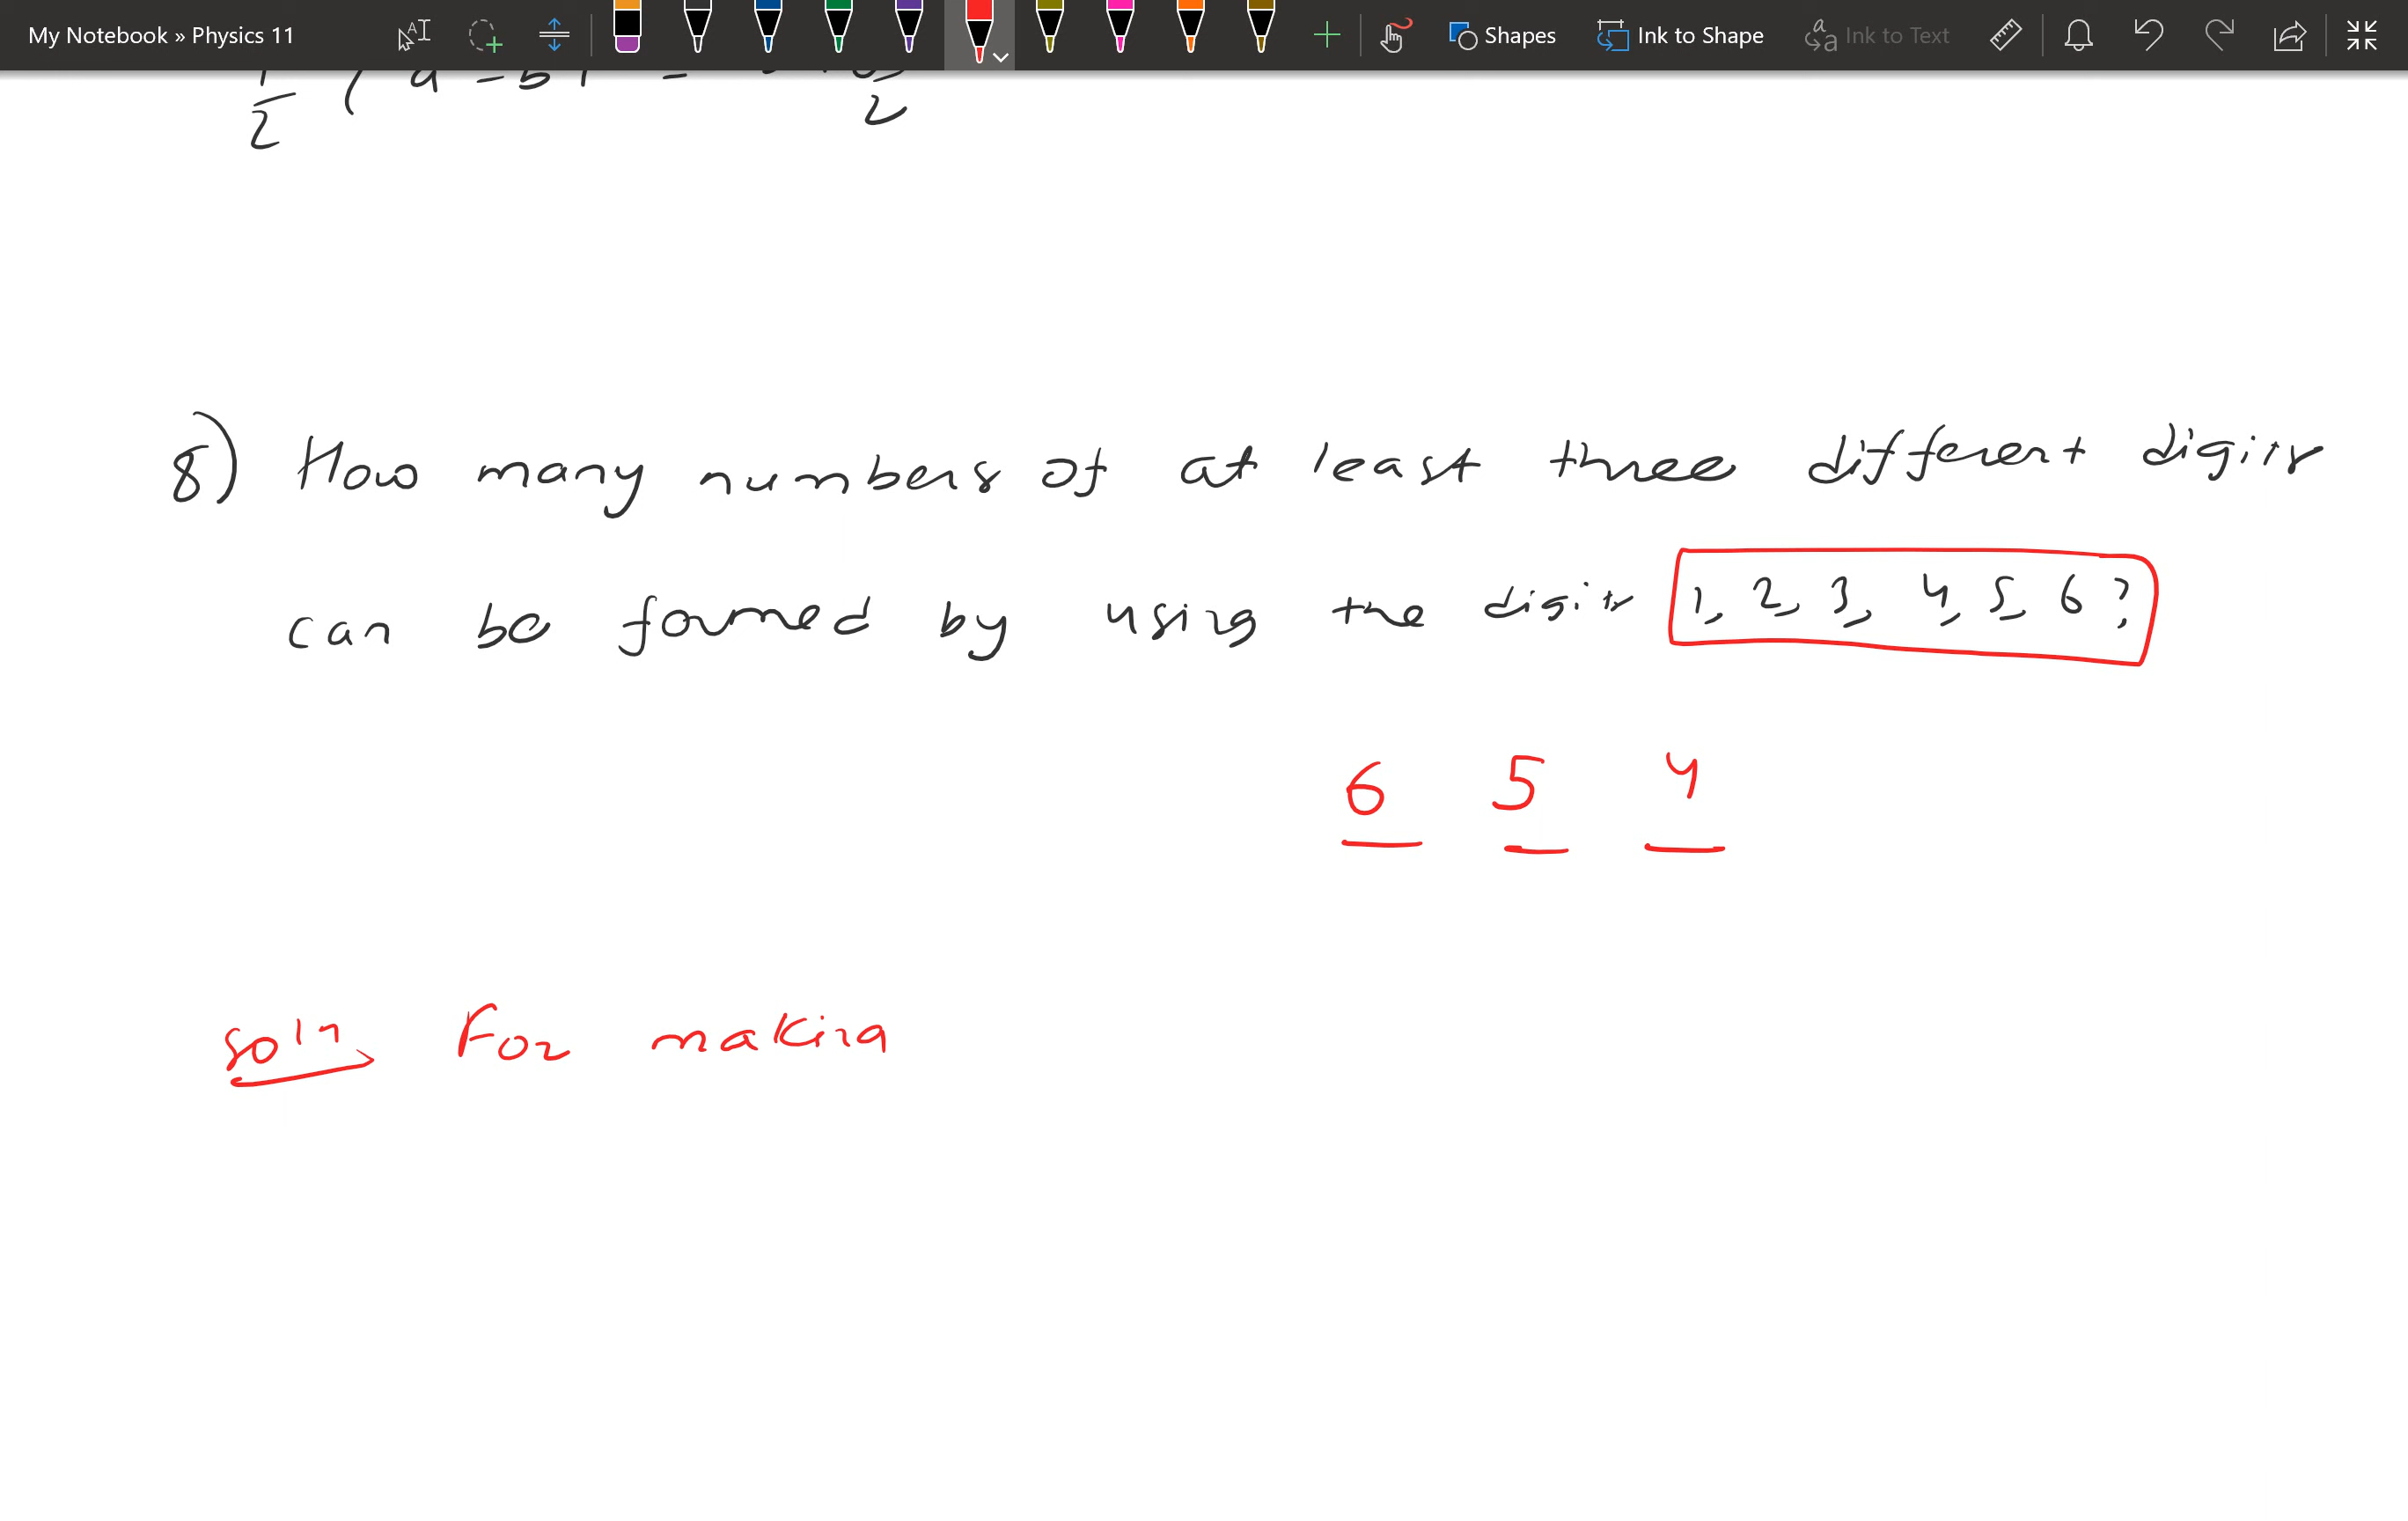 My Notebook » Physics 11 Shapes Ink to Shape Ink to Text
2 2
8) How many numbers of at least three different digits
can be formed by using the digits 1, 2, 3, 4, 5, 6?
6 5 4
soln For making